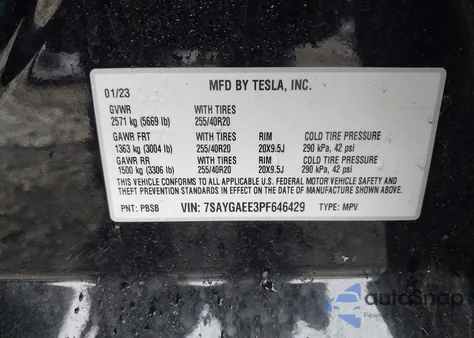 MFD BY TESLA, INC.
01/23
GVWR WITH TIRES
2571 kg (5669 lb) 255/40R20
GAWR FRT WITH TIRES RIM COLD TIRE PRESSURE
1363 kg (3004 lb) 255/40R20 20X9.5J 290 kPa, 42 psi
GAWR RR WITH TIRES RIM COLD TIRE PRESSURE
1500 kg (3306 lb) 255/40R20 20X9.5J 290 kPa, 42 psi
THIS VEHICLE CONFORMS TO ALL APPLICABLE U.S. FEDERAL MOTOR VEHICLE SAFETY AND
THEFT PREVENTION STANDARDS IN EFFECT ON THE DATE OF MANUFACTURE SHOWN ABOVE.
PNT: PBSB VIN: 7SAYGAEE3PF646429 TYPE: MPV
autoSnap